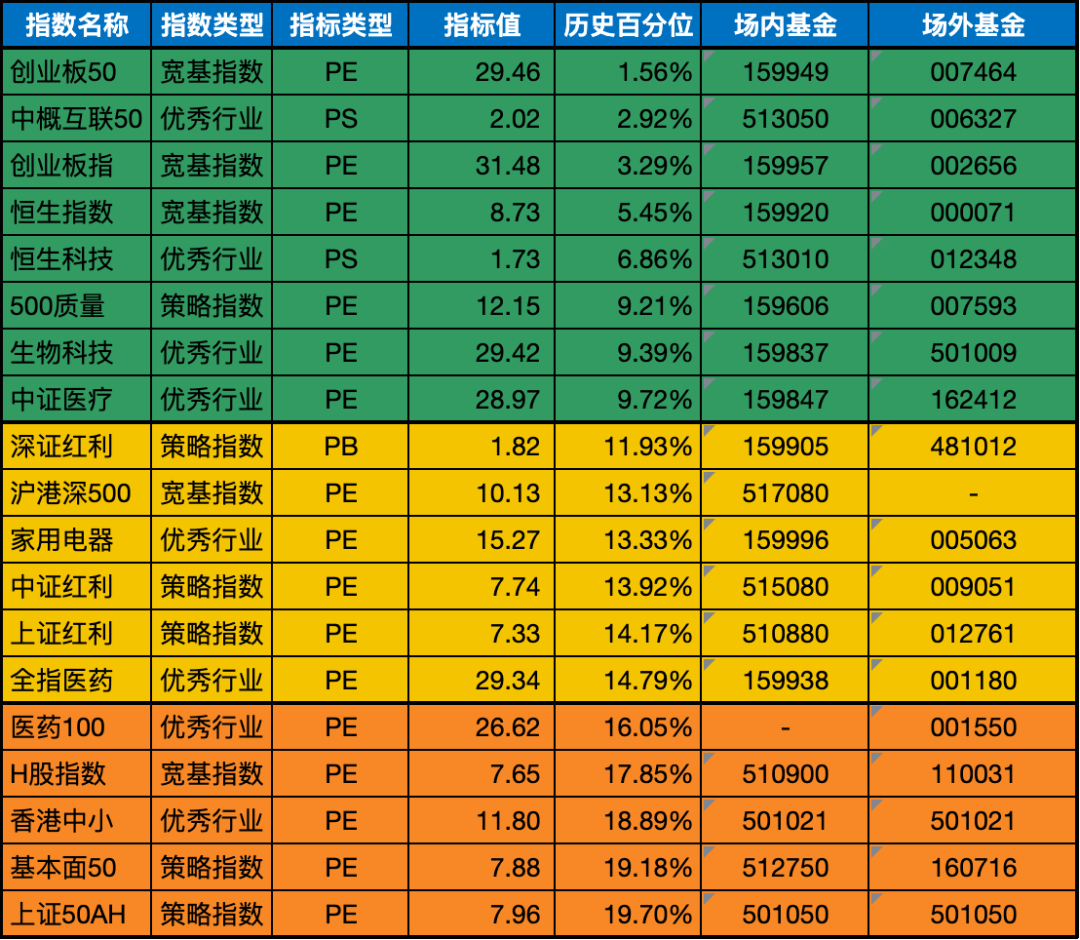 指数名称 指数类型 指标类型 指标值 历史百分位 场内基金 场外基金
创业板50 宽基指数 PE 29.46 1.56% 159949 007464
中概互联50 优秀行业 PS 2.02 2.92% 513050 006327
创业板指 宽基指数 PE 31.48 3.29% 159957 002656
恒生指数 宽基指数 PE 8.73 5.45% 159920 000071
恒生科技 优秀行业 PS 1.73 6.86% 513010 012348
500质量 策略指数 PE 12.15 9.21% 159606 007593
生物科技 优秀行业 PE 29.42 9.39% 159837 501009
中证医疗 优秀行业 PE 28.97 9.72% 159847 162412
深证红利 策略指数 PB 1.82 11.93% 159905 481012
沪港深500 宽基指数 PE 10.13 13.13% 517080 -
家用电器 优秀行业 PE 15.27 13.33% 159996 005063
中证红利 策略指数 PE 7.74 13.92% 515080 009051
上证红利 策略指数 PE 7.33 14.17% 510880 012761
全指医药 优秀行业 PE 29.34 14.79% 159938 001180
医药100 优秀行业 PE 26.62 16.05% - 001550
H股指数 宽基指数 PE 7.65 17.85% 510900 110031
香港中小 优秀行业 PE 11.80 18.89% 501021 501021
基本面50 策略指数 PE 7.88 19.18% 512750 160716
上证50AH 策略指数 PE 7.96 19.70% 501050 501050